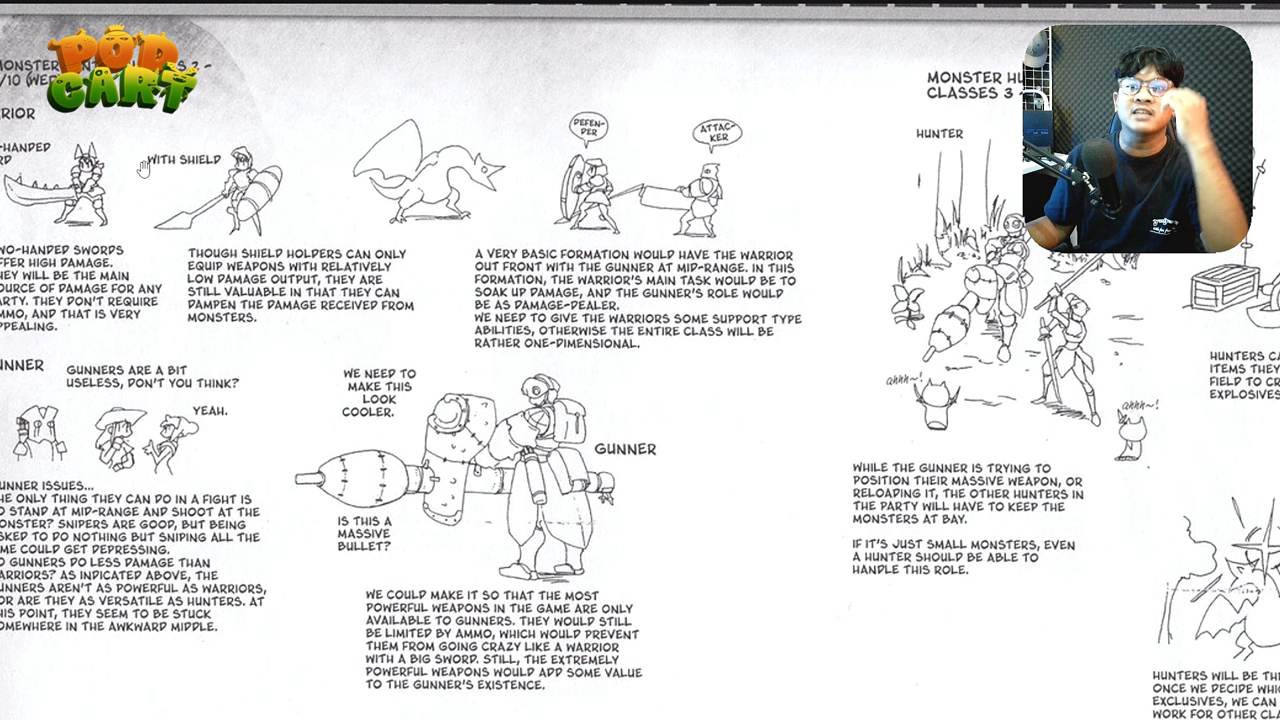 POD
CART
MONSTER
/10 (WED
MONSTER HU
CLASSES 3
RIOR
-HANDED
RD
WITH SHIELD
DEFEN-
DER
ATTAC-
KER
HUNTER
WO-HANDED SWORDS
FFER HIGH DAMAGE.
HEY WILL BE THE MAIN
OURCE OF DAMAGE FOR ANY
ARTY. THEY DON'T REQUIRE
MMO, AND THAT IS VERY
PPEALING.
THOUGH SHIELD HOLDERS CAN ONLY
EQUIP WEAPONS WITH RELATIVELY
LOW DAMAGE OUTPUT, THEY ARE
STILL VALUABLE IN THAT THEY CAN
DAMPEN THE DAMAGE RECEIVED FROM
MONSTERS.
A VERY BASIC FORMATION WOULD HAVE THE WARRIOR
OUT FRONT WITH THE GUNNER AT MID-RANGE. IN THIS
FORMATION, THE WARRIOR'S MAIN TASK WOULD BE TO
SOAK UP DAMAGE, AND THE GUNNER'S ROLE WOULD
BE AS DAMAGE-DEALER.
WE NEED TO GIVE THE WARRIORS SOME SUPPORT TYPE
ABILITIES, OTHERWISE THE ENTIRE CLASS WILL BE
RATHER ONE-DIMENSIONAL.
UNNER
GUNNERS ARE A BIT
USELESS, DON'T YOU THINK?
YEAH.
WE NEED TO
MAKE THIS
LOOK
COOLER.
GUNNER
IS THIS A
MASSIVE
BULLET?
UNNER ISSUES...
HE ONLY THING THEY CAN DO IN A FIGHT IS
O STAND AT MID-RANGE AND SHOOT AT THE
ONSTER? SNIPERS ARE GOOD, BUT BEING
SKED TO DO NOTHING BUT SNIPING ALL THE
IME COULD GET DEPRESSING.
O GUNNERS DO LESS DAMAGE THAN
ARRIORS? AS INDICATED ABOVE, THE
UNNERS AREN'T AS POWERFUL AS WARRIORS,
OR ARE THEY AS VERSATILE AS HUNTERS. AT
HIS POINT, THEY SEEM TO BE STUCK
OMEWHERE IN THE AWKWARD MIDDLE.
WE COULD MAKE IT SO THAT THE MOST
POWERFUL WEAPONS IN THE GAME ARE ONLY
AVAILABLE TO GUNNERS. THEY WOULD STILL
BE LIMITED BY AMMO, WHICH WOULD PREVENT
THEM FROM GOING CRAZY LIKE A WARRIOR
WITH A BIG SWORD. STILL, THE EXTREMELY
POWERFUL WEAPONS WOULD ADD SOME VALUE
TO THE GUNNER'S EXISTENCE.
ahhh~!
ahhh~!
WHILE THE GUNNER IS TRYING TO
POSITION THEIR MASSIVE WEAPON, OR
RELOADING IT, THE OTHER HUNTERS IN
THE PARTY WILL HAVE TO KEEP THE
MONSTERS AT BAY.
IF IT'S JUST SMALL MONSTERS, EVEN
A HUNTER SHOULD BE ABLE TO
HANDLE THIS ROLE.
HUNTERS CA
ITEMS THEY
FIELD TO CR
EXPLOSIVES
HUNTERS WILL BE TH
ONCE WE DECIDE WHI
EXCLUSIVES, WE CAN
WORK FOR OTHER CLA